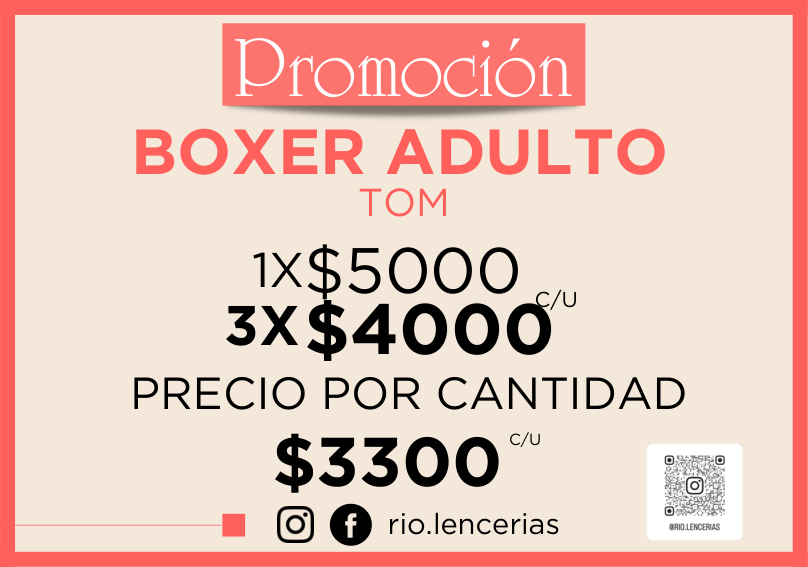 Promoción
BOXER ADULTO
TOM
1X$5000
3X$4000 C/U
PRECIO POR CANTIDAD
$3300 C/U
rio.lencerias
@RIO.LENCERIAS